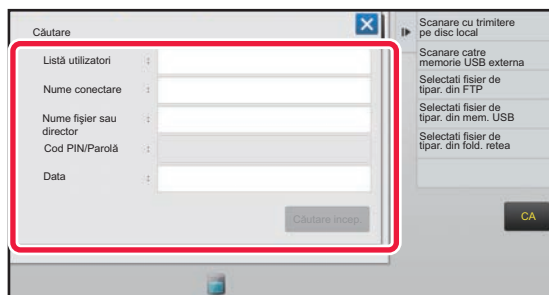 Căutare
Listă utilizatori :
Nume conectare :
Nume fişier sau :
director
Cod PIN/Parolă :
Data :
Căutare încep.
Scanare cu trimitere
pe disc local
Scanare catre
memorie USB externa
Selectati fisier de
tipar. din FTP
Selectati fisier de
tipar. din mem. USB
Selectati fisier de
tipar. din fold. retea
CA